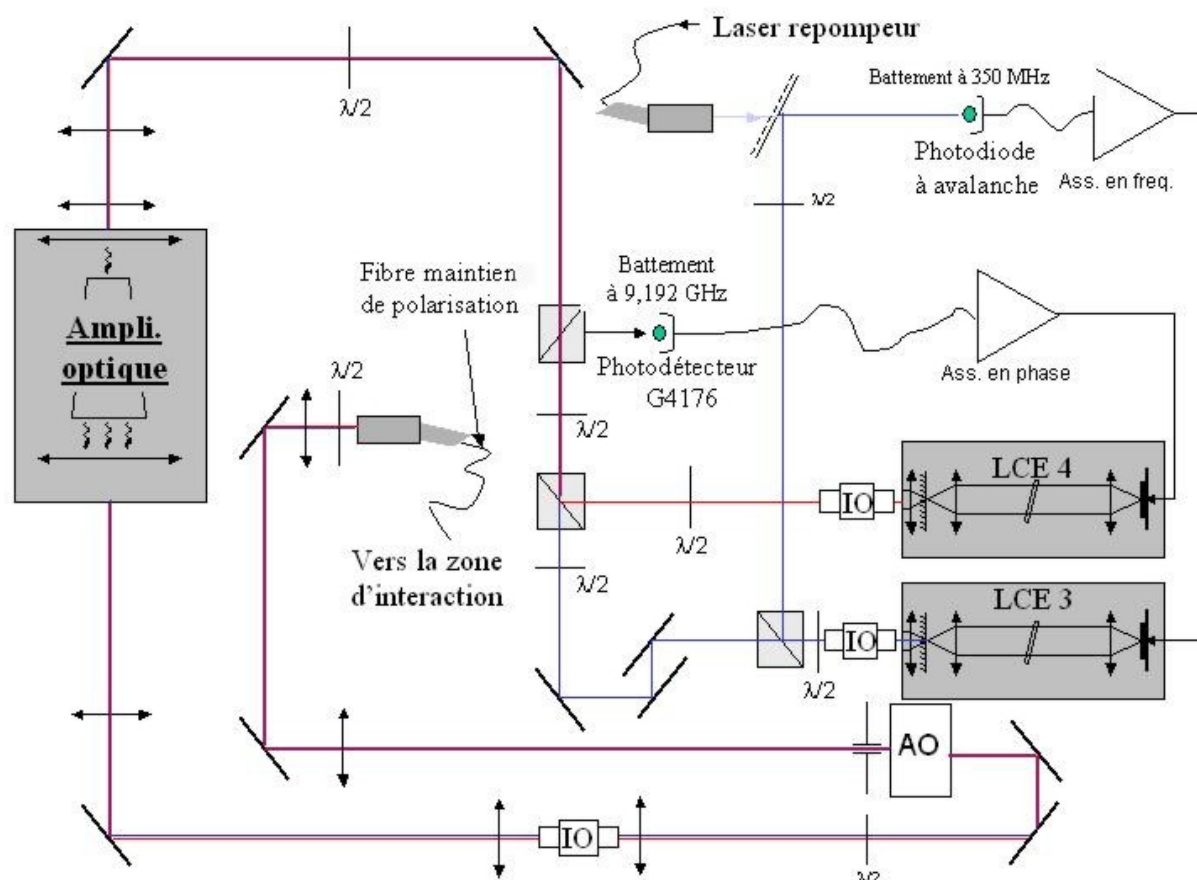 Laser repompeur
λ/2
Battement à 350 MHz
Photodiode
à avalanche
Ass. en freq.
λ/2
Ampli.
optique
Fibre maintien
de polarisation
Battement
à 9,192 GHz
Photodétecteur
G4176
Ass. en phase
λ/2
λ/2
λ/2
LCE 4
IO
λ/2
Vers la zone
d'interaction
LCE 3
IO
λ/2
AO
IO
λ/2